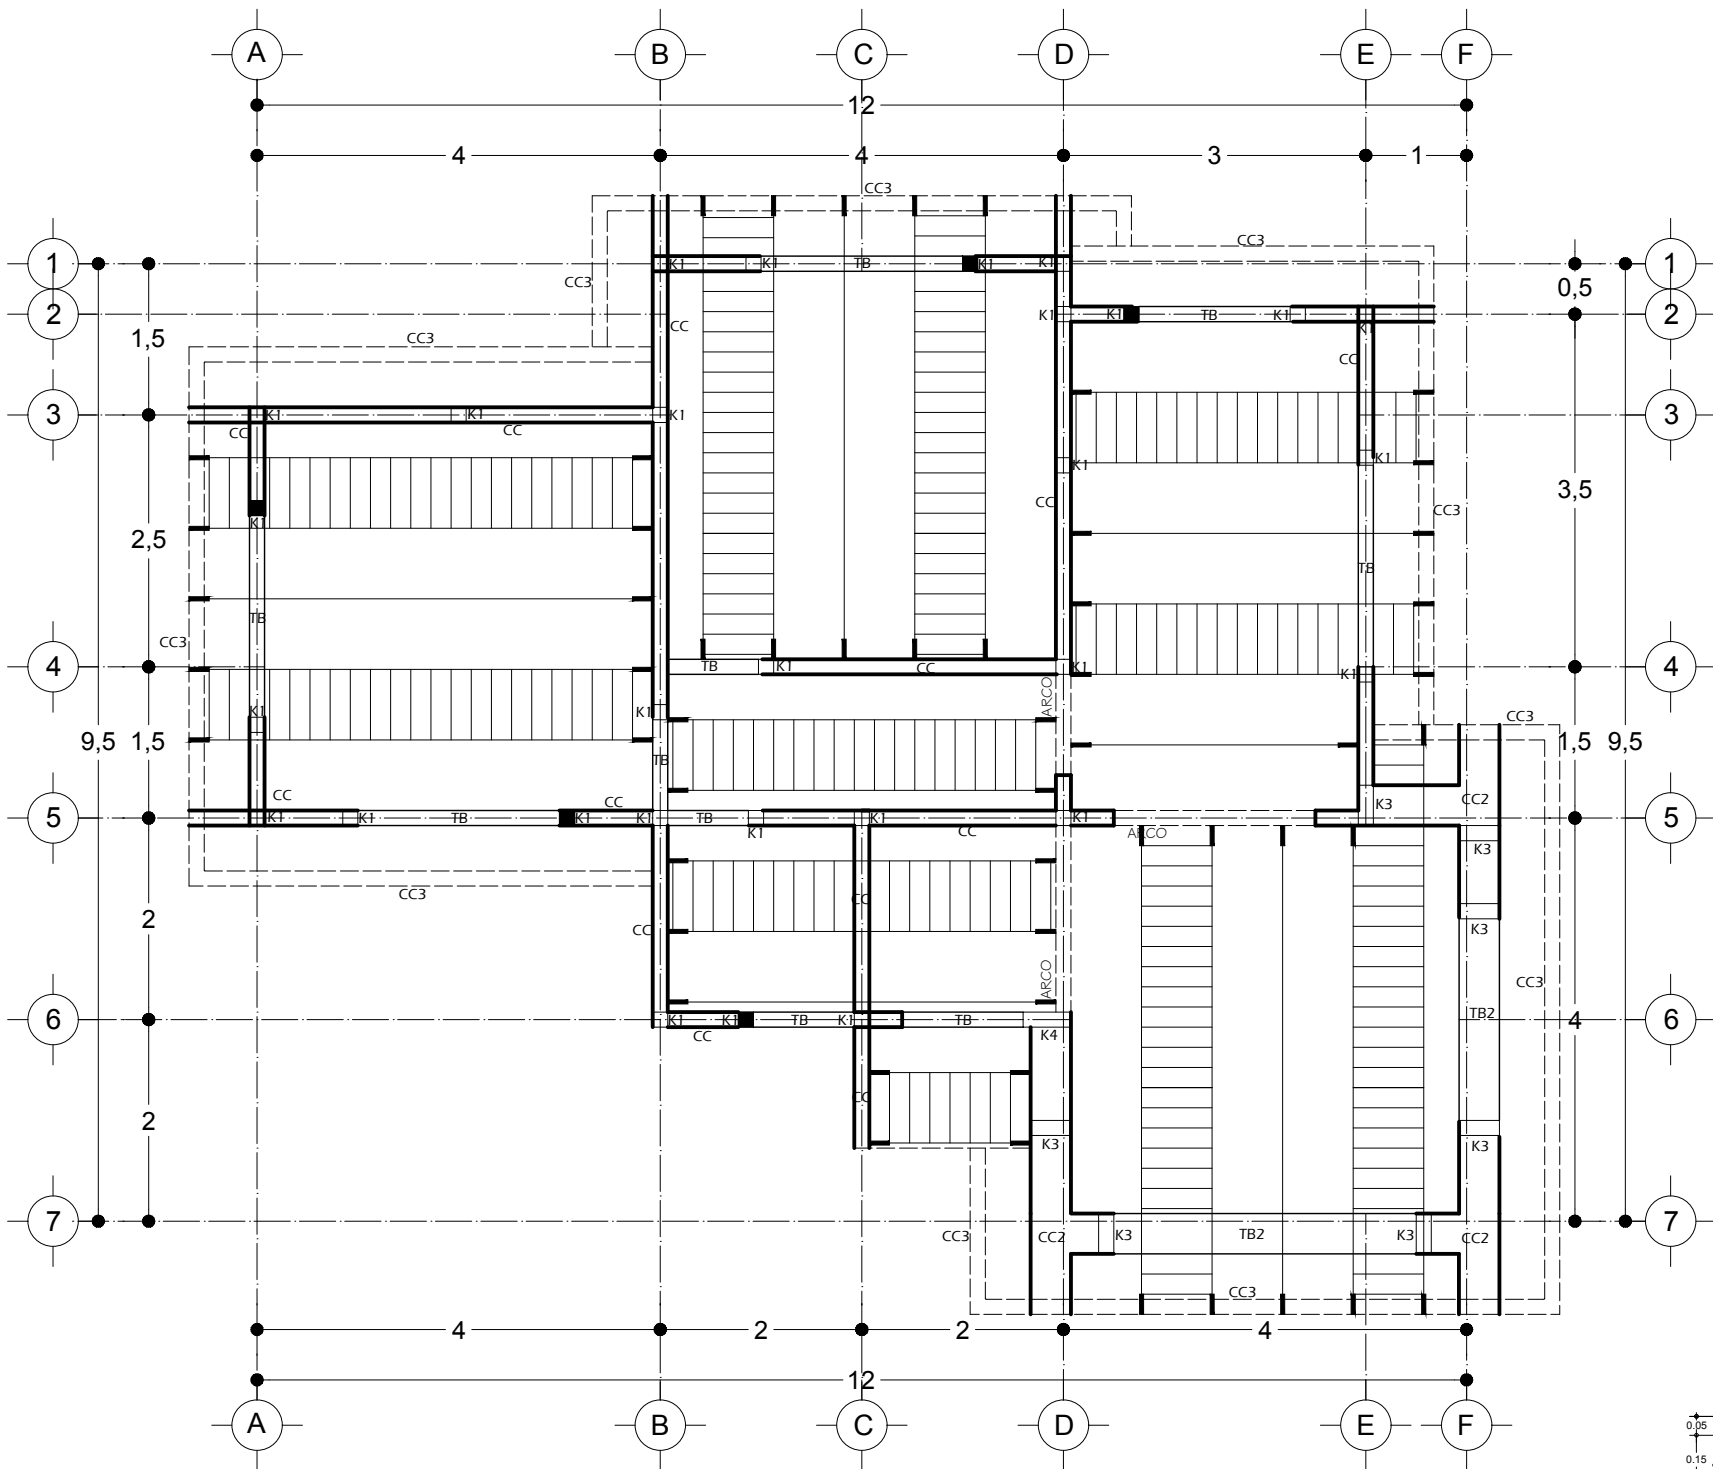 A B C D E F
12
4 4 3 1
CC3
CC3
1 K1 K1 TB K1 K1 1
CC3 0,5
2 K1 K1 TB K1 2
1,5 CC3 CC K1
CC
3 K1 K1 K1 3
CC CC
K1 K1
2,5 CC CC3 3,5
K1
TB
CC3 TB
4 TB K1 CC K1 K1 4
ARCO
K1 K1 CC3
9,5 1,5 TB 1,5 9,5
CC CC K3 CC2
5 K1 K1 TB K1 K1 TB K1 K1 5
K1 CC ARCO
K3
CC3 CC
2 CC K3
ARCO CC3
TB2
6 K1 K1 TB K1 TB 4 6
CC K4
CC
2 K3 K3
7 7
CC3 CC2 K3 TB2 K3 CC2
CC3
4 2 2 4
12
A B C D E F
0.05
0.15